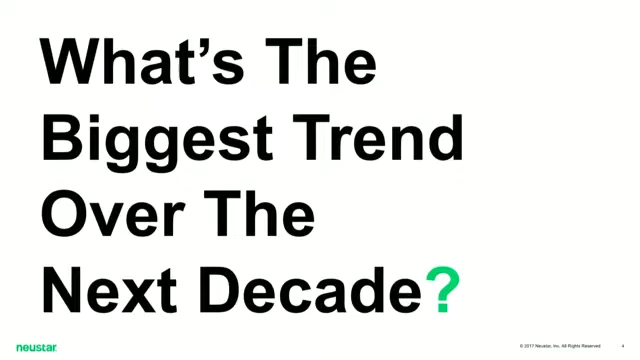 What's The
Biggest Trend
Over The
Next Decade?
neustar
© 2017 Neustar, Inc. All Rights Reserved
4